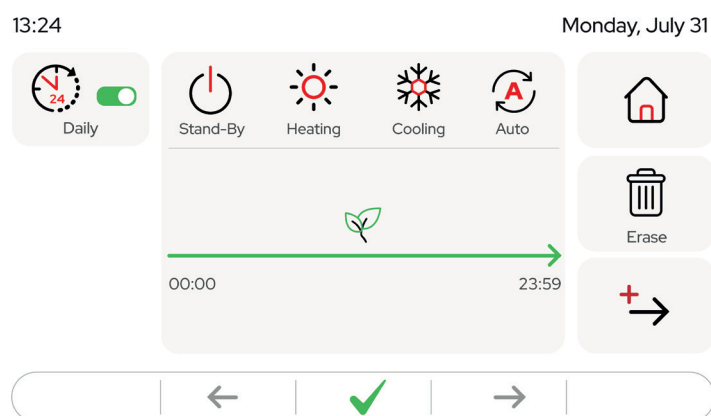 13:24
Monday, July 31
24
Daily
Stand-By
Heating
Cooling
A
Auto
Erase
00:00
23:59